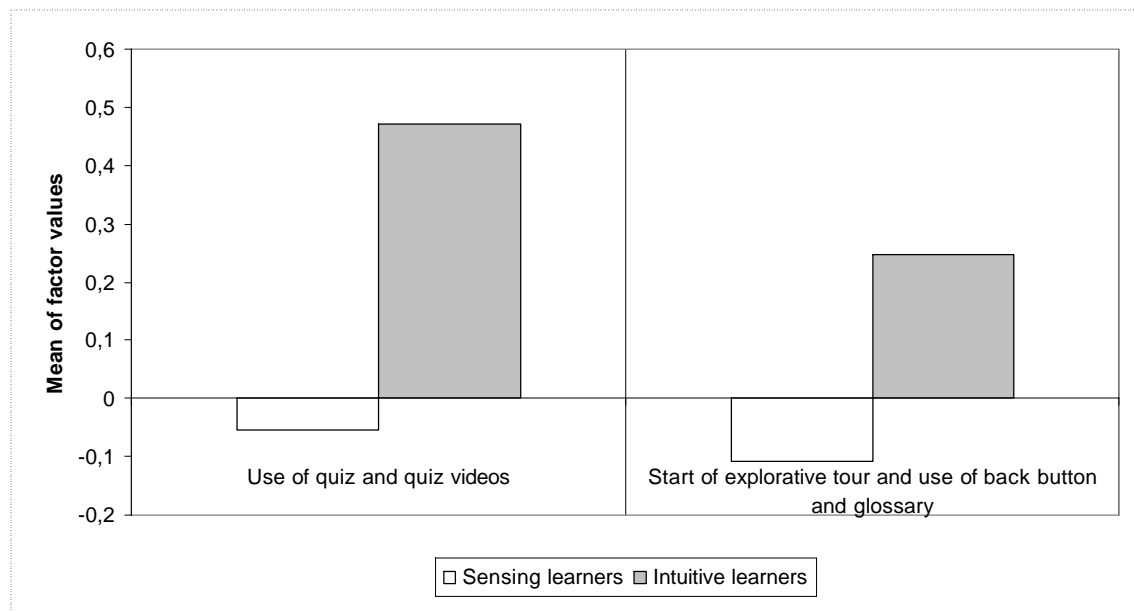 Mean of factor values
0,6
0,5
0,4
0,3
0,2
0,1
0
-0,1
-0,2
Use of quiz and quiz videos
Start of explorative tour and use of back button
and glossary
Sensing learners
Intuitive learners